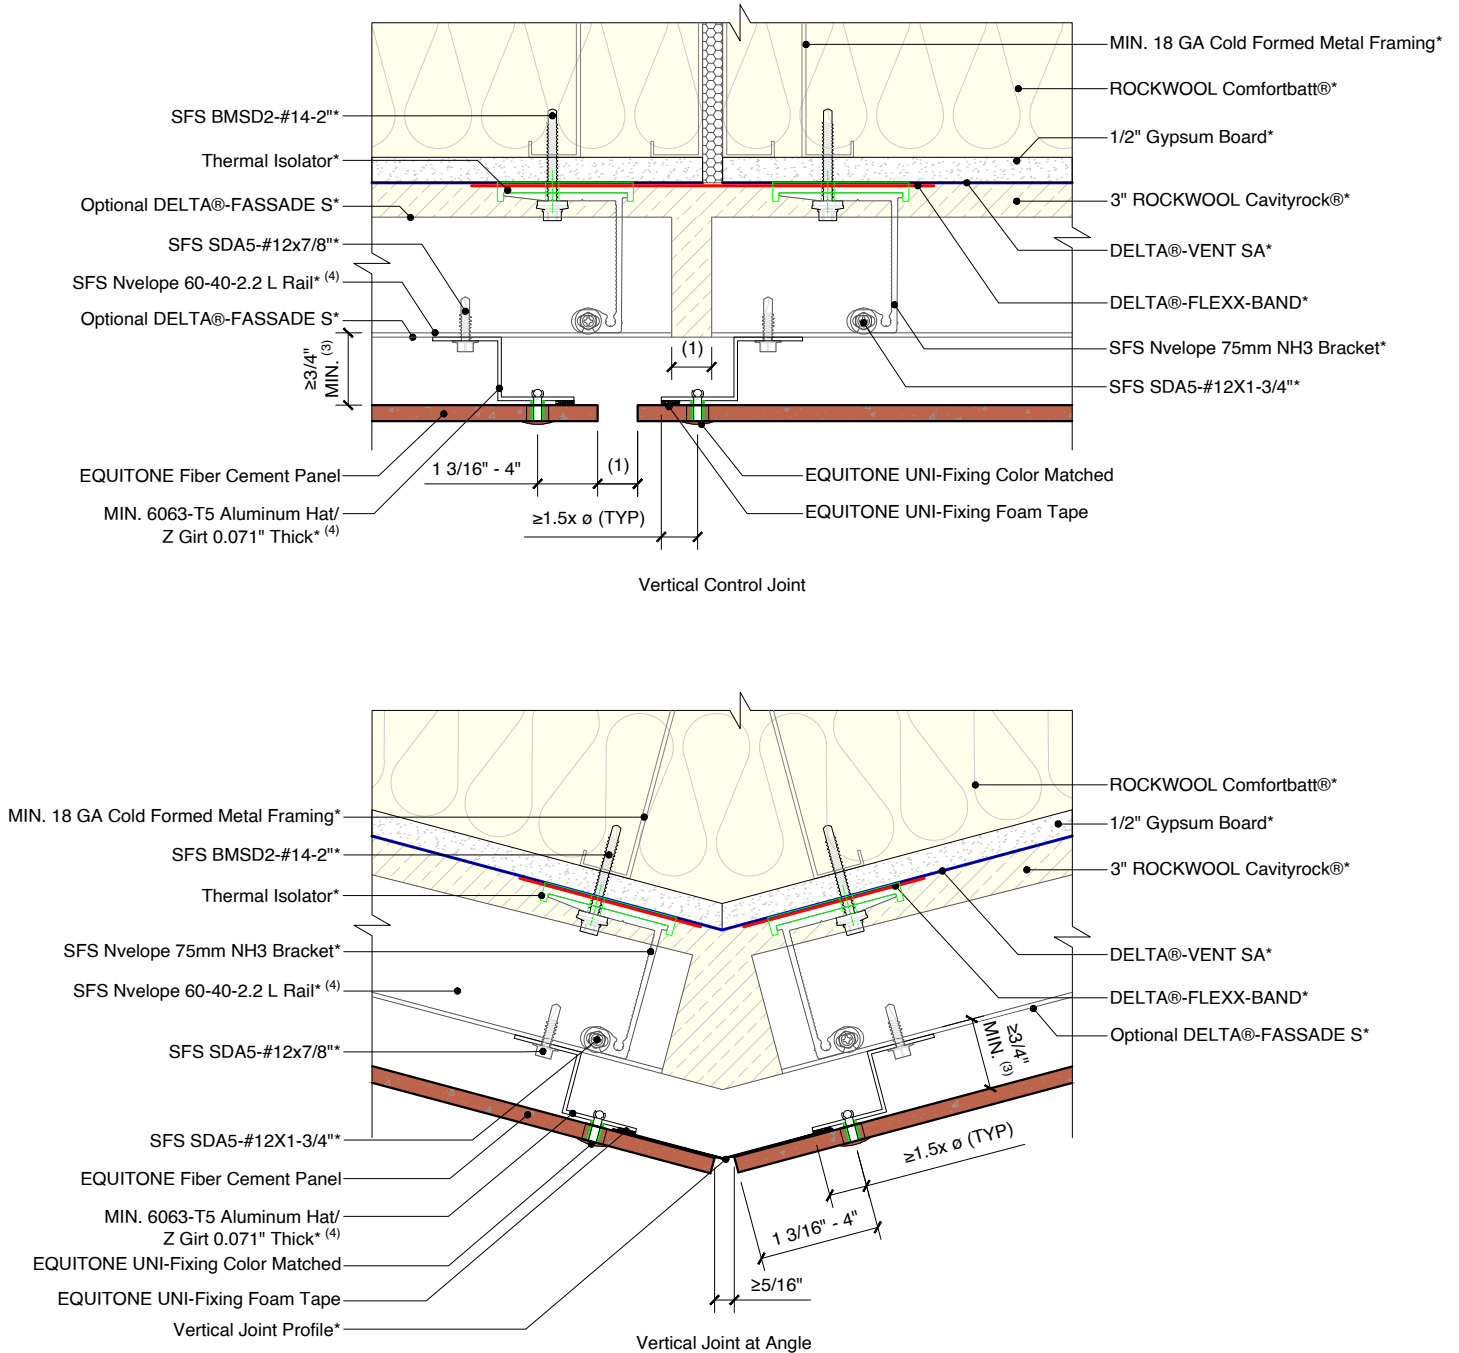 MIN. 18 GA Cold Formed Metal Framing*
ROCKWOOL Comfortbatt®*
SFS BMSD2-#14-2"*
1/2" Gypsum Board*
Thermal Isolator*
3" ROCKWOOL Cavityrock®*
Optional DELTA®-FASSADE S*
SFS SDA5-#12x7/8"*
DELTA®-VENT SA*
SFS Nvelope 60-40-2.2 L Rail* (4)
DELTA®-FLEXX-BAND*
Optional DELTA®-FASSADE S*
≥3/4"
MIN. (3)
(1)
SFS Nvelope 75mm NH3 Bracket*
SFS SDA5-#12X1-3/4"*
EQUITONE Fiber Cement Panel
1 3/16" - 4"
(1)
EQUITONE UNI-Fixing Color Matched
MIN. 6063-T5 Aluminum Hat/
Z Girt 0.071" Thick* (4)
≥1.5x ø (TYP)
EQUITONE UNI-Fixing Foam Tape
Vertical Control Joint
ROCKWOOL Comfortbatt®*
MIN. 18 GA Cold Formed Metal Framing*
1/2" Gypsum Board*
SFS BMSD2-#14-2"*
3" ROCKWOOL Cavityrock®*
Thermal Isolator*
SFS Nvelope 75mm NH3 Bracket*
DELTA®-VENT SA*
SFS Nvelope 60-40-2.2 L Rail* (4)
DELTA®-FLEXX-BAND*
Optional DELTA®-FASSADE S*
≥3/4"
MIN. (3)
SFS SDA5-#12x7/8"*
SFS SDA5-#12X1-3/4"*
≥1.5x ø (TYP)
EQUITONE Fiber Cement Panel
MIN. 6063-T5 Aluminum Hat/
Z Girt 0.071" Thick* (4)
1 3/16" - 4"
EQUITONE UNI-Fixing Color Matched
≥5/16"
EQUITONE UNI-Fixing Foam Tape
Vertical Joint Profile*
Vertical Joint at Angle